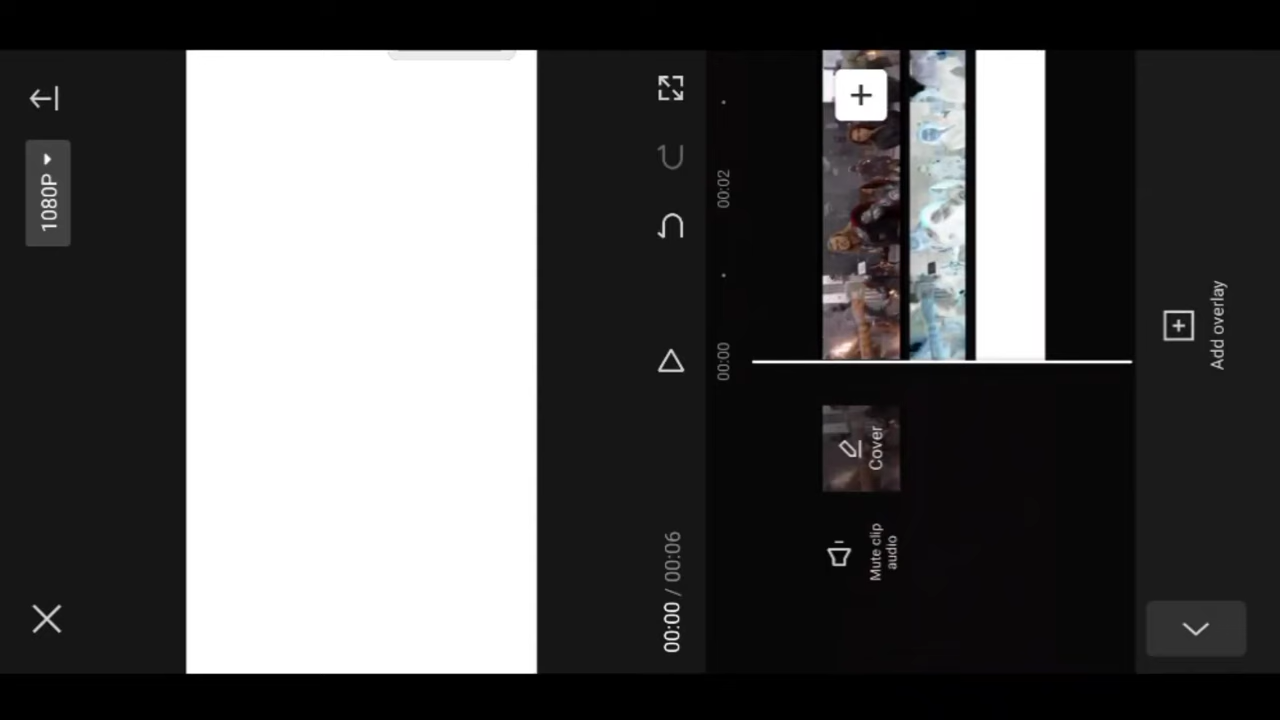 1080P
00:00 / 00:06
00:00
00:02
Cover
Mute clip
audio
Add overlay